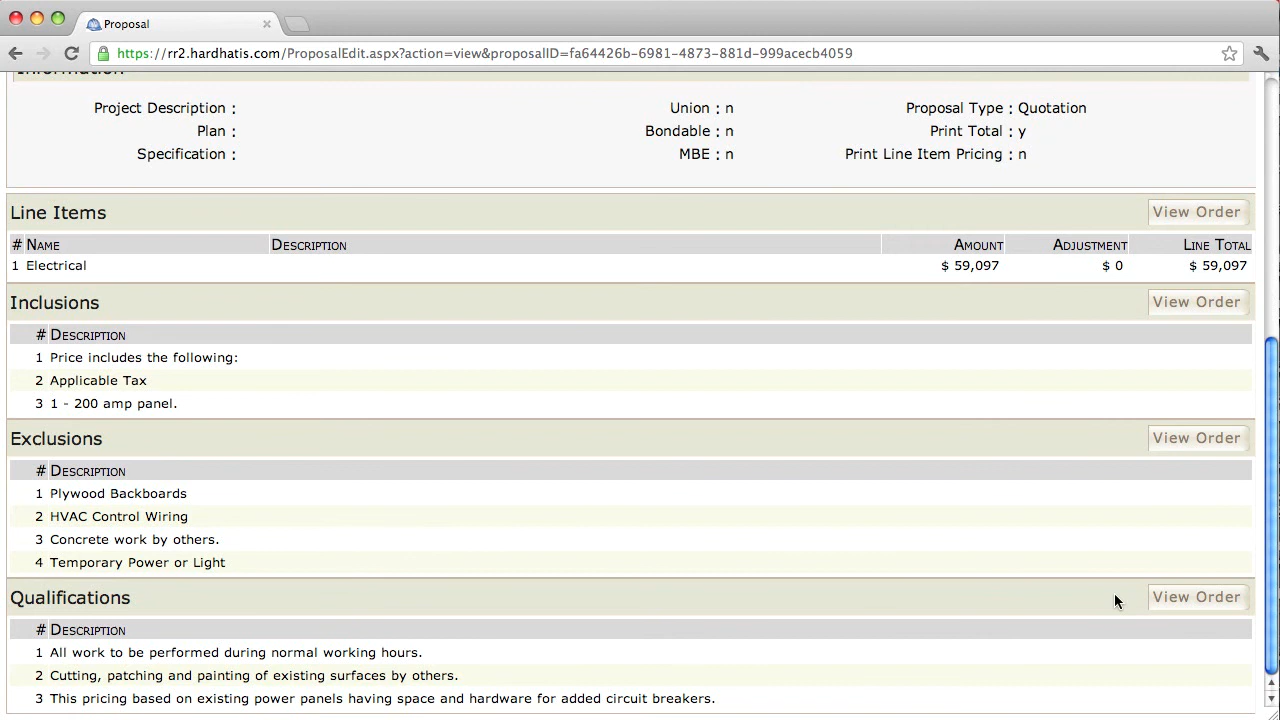 Proposal
https://rr2.hardhatis.com/ProposalEdit.aspx?action=view&proposalID=fa64426b-6981-4873-881d-999acecb4059
Information:
Project Description : Union : n Proposal Type : Quotation
Plan : Bondable : n Print Total : y
Specification : MBE : n Print Line Item Pricing : n
Line Items View Order
# Name Description Amount Adjustment Line Total
1 Electrical $ 59,097 $ 0 $ 59,097
Inclusions View Order
# Description
1 Price includes the following:
2 Applicable Tax
3 1 - 200 amp panel.
Exclusions View Order
# Description
1 Plywood Backboards
2 HVAC Control Wiring
3 Concrete work by others.
4 Temporary Power or Light
Qualifications View Order
# Description
1 All work to be performed during normal working hours.
2 Cutting, patching and painting of existing surfaces by others.
3 This pricing based on existing power panels having space and hardware for added circuit breakers.